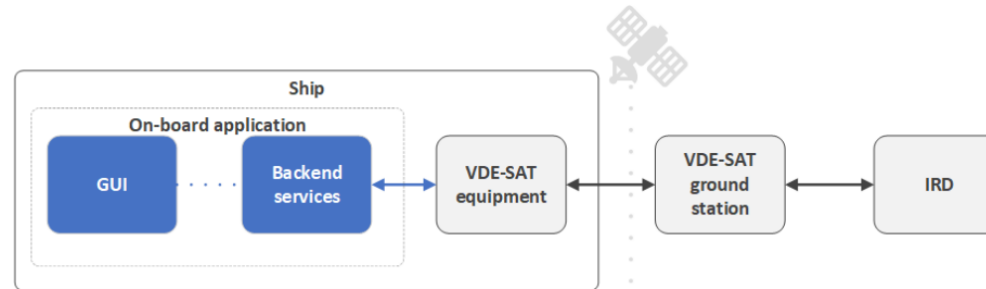 Ship
On-board application
GUI
Backend
services
VDE-SAT
equipment
VDE-SAT
ground
station
IRD